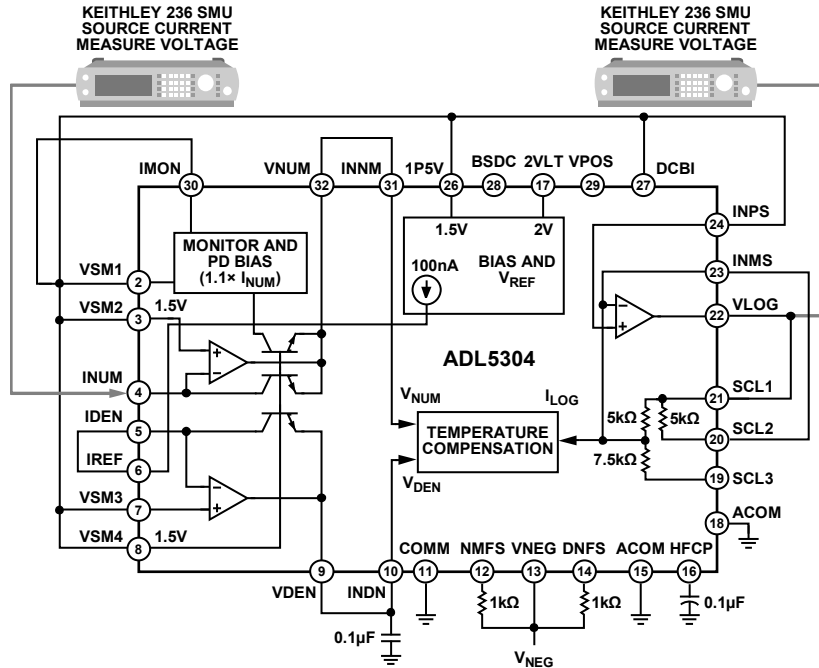 KEITHLEY 236 SMU
SOURCE CURRENT
MEASURE VOLTAGE
KEITHLEY 236 SMU
SOURCE CURRENT
MEASURE VOLTAGE
IMON
30
VNUM
32
INNM
31
1P5V
26
BSDC
28
2VLT
17
VPOS
29
DCBI
27
INPS
24
INMS
23
VLOG
22
SCL1
21
SCL2
20
SCL3
19
ACOM
18
VSM1
2
VSM2
3
1.5V
INUM
4
IDEN
5
IREF
6
VSM3
7
VSM4
8
1.5V
MONITOR AND
PD BIAS
(1.1× INUM)
1.5V
2V
100nA
BIAS AND
VREF
ADL5304
VNUM
ILOG
TEMPERATURE
COMPENSATION
VDEN
5kΩ
5kΩ
7.5kΩ
+
−
−
+
−
+
VDEN
9
INDN
10
COMM
11
NMFS
12
VNEG
13
DNFS
14
ACOM
15
HFCP
16
0.1µF
1kΩ
1kΩ
0.1µF
VNEG